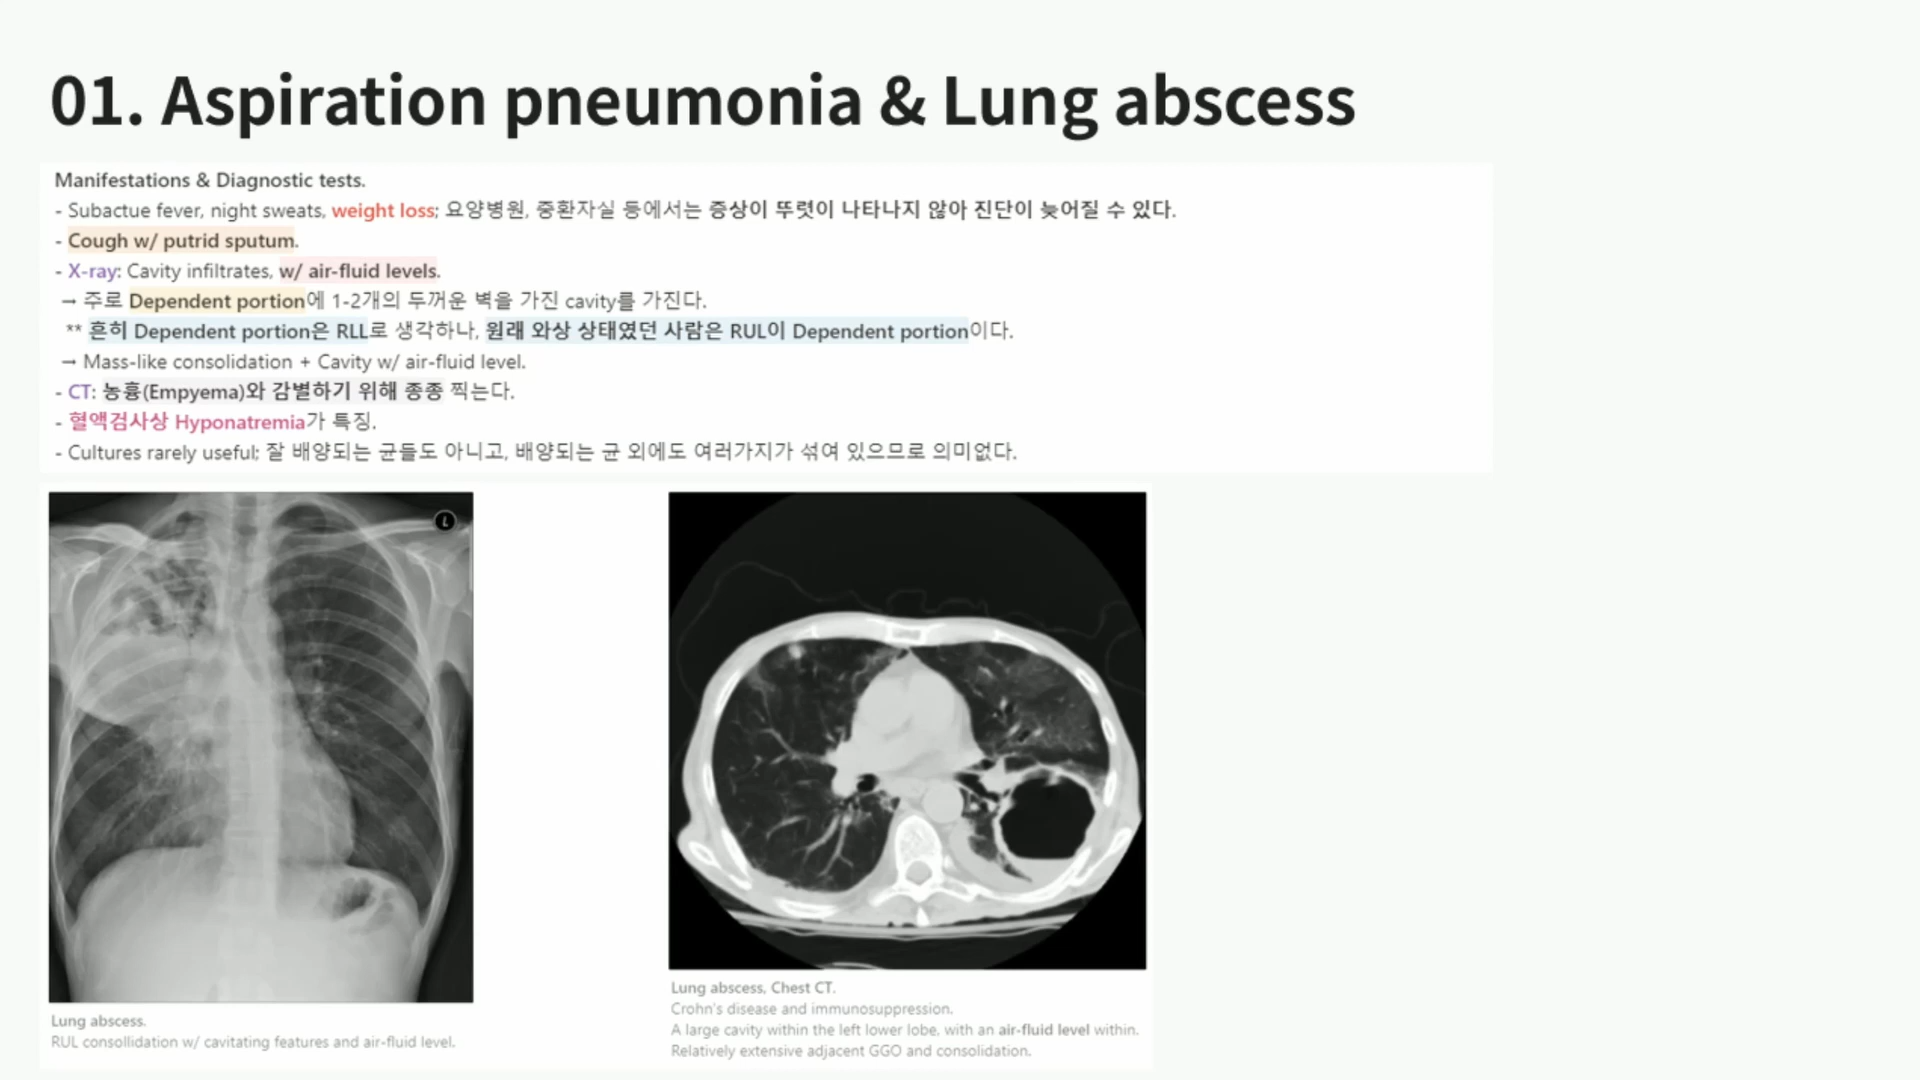 01. Aspiration pneumonia & Lung abscess
Manifestations & Diagnostic tests.
- Subactue fever, night sweats, weight loss; 요양병원, 중환자실 등에서는 증상이 뚜렷이 나타나지 않아 진단이 늦어질 수 있다.
- Cough w/ putrid sputum.
- X-ray: Cavity infiltrates, w/ air-fluid levels.
→ 주로 Dependent portion에 1-2개의 두꺼운 벽을 가진 cavity를 가진다.
** 흔히 Dependent portion은 RLL로 생각하나, 원래 와상 상태였던 사람은 RUL이 Dependent portion이다.
→ Mass-like consolidation + Cavity w/ air-fluid level.
- CT: 농흉(Empyema)와 감별하기 위해 종종 찍는다.
- 혈액검사상 Hyponatremia가 특징.
- Cultures rarely useful; 잘 배양되는 균들도 아니고, 배양되는 균 외에도 여러가지가 섞여 있으므로 의미없다.
L
Lung abscess.
RUL consollidation w/ cavitating features and air-fluid level.
Lung abscess, Chest CT.
Crohn's disease and immunosuppression.
A large cavity within the left lower lobe, with an air-fluid level within.
Relatively extensive adjacent GGO and consolidation.